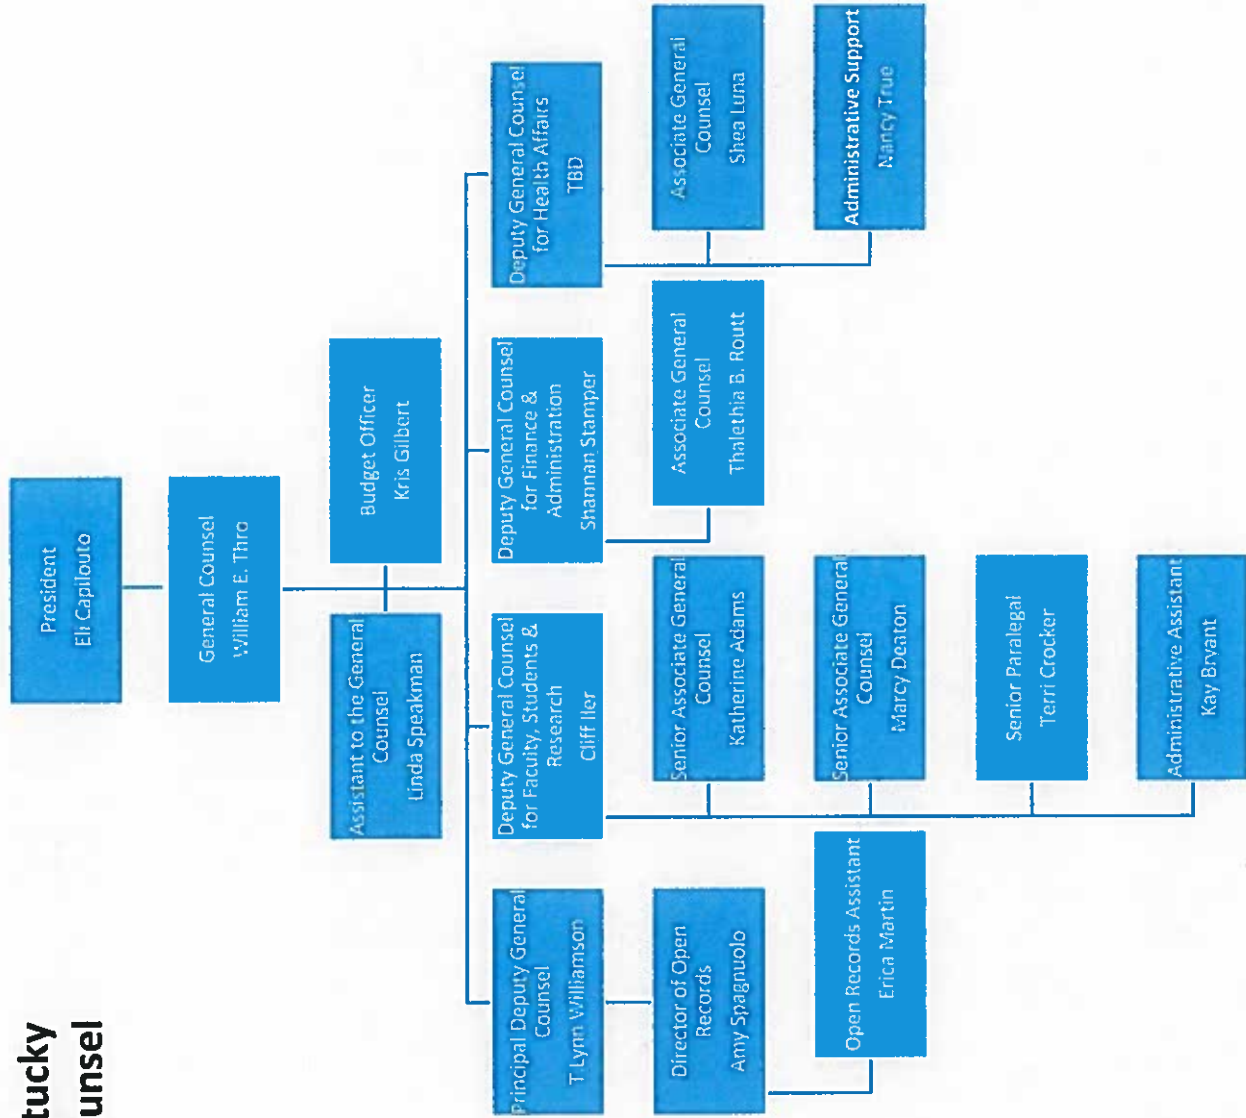 tucky
unsel
President
Eli Capilouto
General Counsel
William E. Thro
Assistant to the General
Counsel
Linda Speakman
Budget Officer
Kris Gilbert
Principal Deputy General
Counsel
T Lynn Williamson
Deputy General Counsel
for Faculty, Students &
Research
Cliff Iler
Deputy General Counsel
for Finance &
Administration
Shannan Stamper
Deputy General Counsel
for Health Affairs
TBD
Director of Open
Records
Amy Spagnuolo
Open Records Assistant
Erica Martin
Senior Associate General
Counsel
Katherine Adams
Senior Associate General
Counsel
Marcy Deaton
Senior Paralegal
Terri Crocker
Administrative Assistant
Kay Bryant
Associate General
Counsel
Thalethia B. Routt
Associate General
Counsel
Shea Luna
Administrative Support
Nancy True